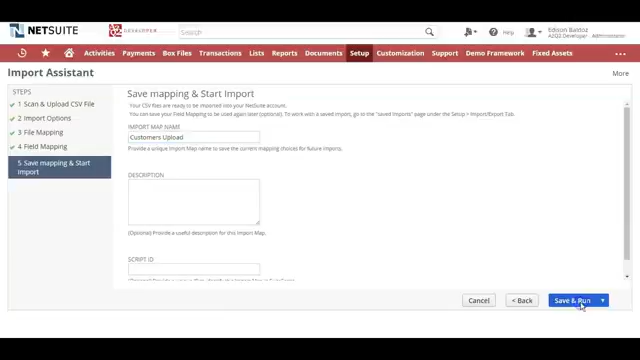 NETSUITE DEVELOPER Search Help Edison Baltoz
A2Q2 Developer - Administrator
Activities Payments Box Files Transactions Lists Reports Documents Setup Customization Support Demo Framework Fixed Assets
Import Assistant More
STEPS
1 Scan & Upload CSV File
2 Import Options
3 File Mapping
4 Field Mapping
5 Save mapping & Start Import
Save mapping & Start Import
Your CSV files are ready to be imported into your NetSuite account.
You can save your Field Mapping to be used again later (optional). To work with a saved import, go to the "saved Imports" page under the Setup > Import/Export Tab.
IMPORT MAP NAME
Customers Upload
Provide a unique Import Map name to save the current mapping choices for future imports.
DESCRIPTION
(Optional) Provide a useful description for this Import Map.
SCRIPT ID
Cancel < Back Save & Run